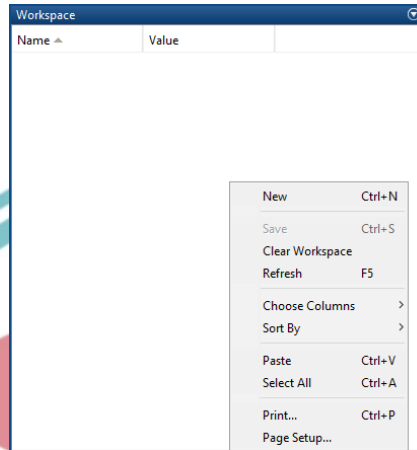 Workspace
Name Value
New Ctrl+N
Save Ctrl+S
Clear Workspace
Refresh F5
Choose Columns
Sort By
Paste Ctrl+V
Select All Ctrl+A
Print... Ctrl+P
Page Setup...